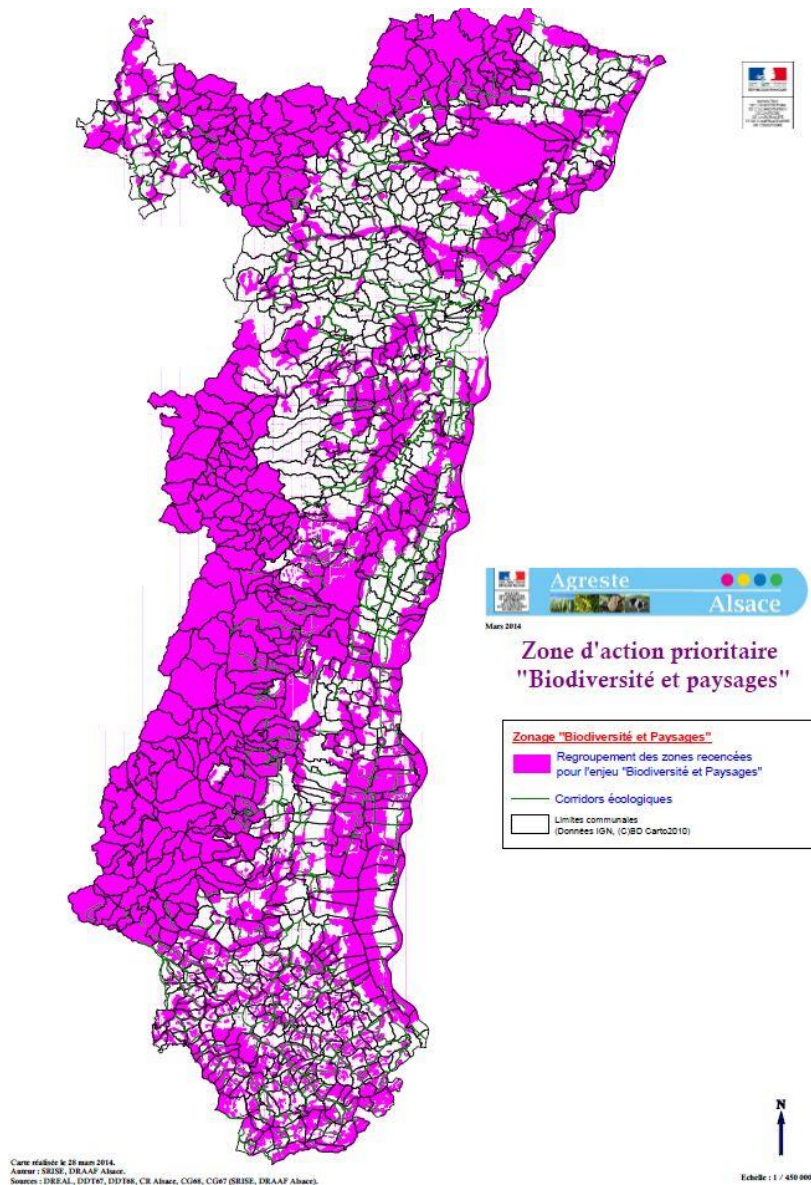 RÉPUBLIQUE FRANÇAISE
Agreste
Alsace
Mars 2014
Zone d'action prioritaire
"Biodiversité et paysages"
Zonage "Biodiversité et Paysages"
Regroupement des zones recencées
pour l'enjeu "Biodiversité et Paysages"
Corridors écologiques
Limites communales
(Données IGN, (C)BD Carto2010)
N
Carte réalisée le 28 mars 2014.
Auteur : SRISE, DRAAF Alsace.
Sources : DREAL, DDT67, DDT68, CR Alsace, CG68, CG67 (SRISE, DRAAF Alsace).
Echelle : 1 / 450 000